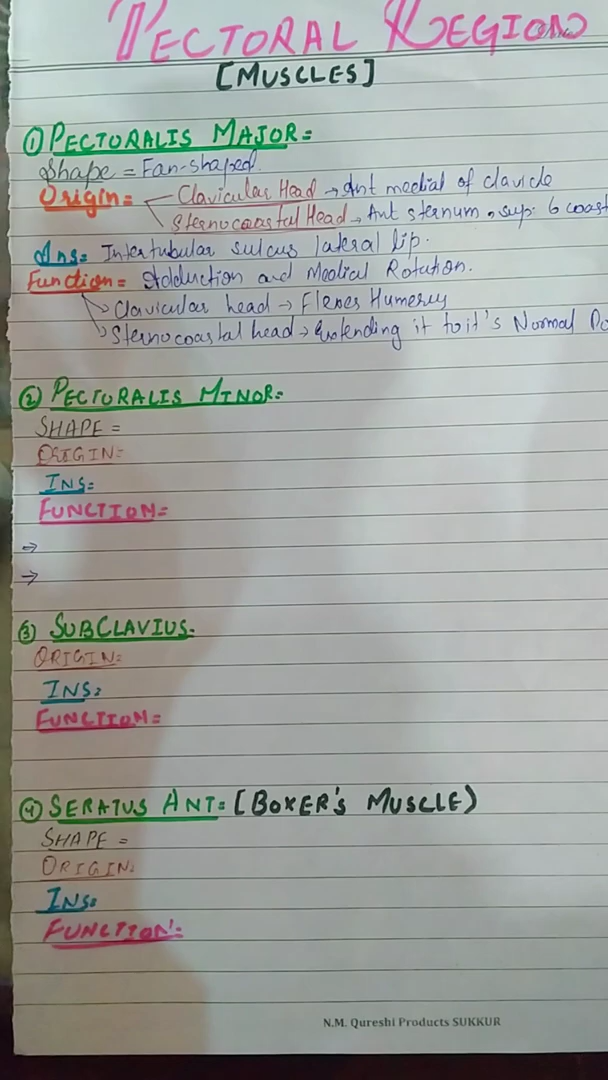 PECTORAL REGION
[MUSCLES]
① PECTORALIS MAJOR=
Shape = Fan-shaped.
Origin= Clavicular Head → Ant medial of clavicle
Sternocoastal Head → Ant sternum, sup. 6 coast
Ins= Intertubular sulcus lateral lip.
Function= Adduction and Medical Rotation.
→ Clavicular head → Flexes Humerus
→ Sternocoastal head → Extending it to it's Normal Po
② PECTORALIS MINOR=
SHAPE =
ORIGIN=
INS=
FUNCTION=
→
→
③ SUBCLAVIUS.
ORIGIN=
INS=
FUNCTION=
④ SERATUS ANT= [BOXER'S MUSCLE)
SHAPE =
ORIGIN=
INS=
FUNCTION=
N.M. Qureshi Products SUKKUR